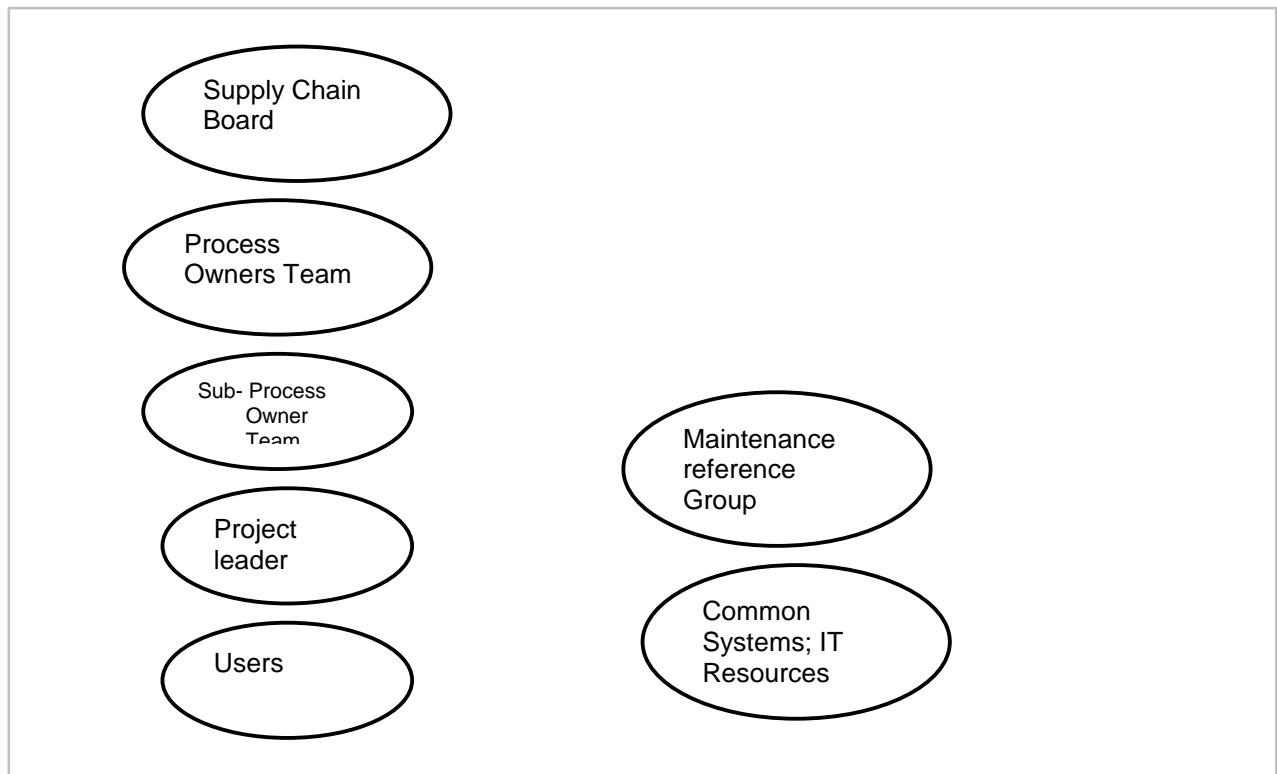 Supply Chain
Board
Process
Owners Team
Sub- Process
Owner
Team
Project
leader
Users
Maintenance
reference
Group
Common
Systems; IT
Resources